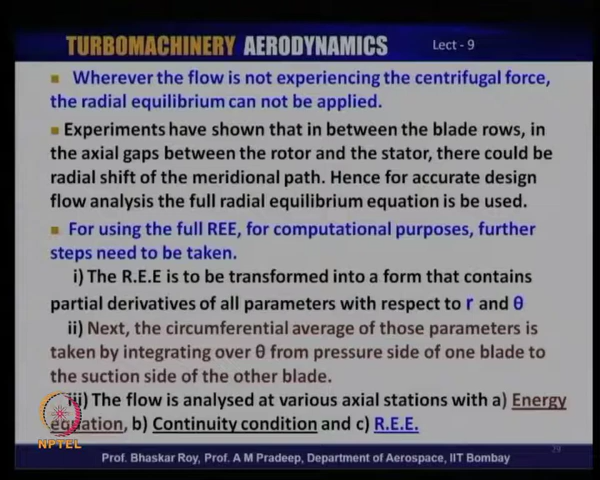 TURBOMACHINERY AERODYNAMICS Lect - 9
Wherever the flow is not experiencing the centrifugal force,
the radial equilibrium can not be applied.
Experiments have shown that in between the blade rows, in
the axial gaps between the rotor and the stator, there could be
radial shift of the meridional path. Hence for accurate design
flow analysis the full radial equilibrium equation is be used.
For using the full REE, for computational purposes, further
steps need to be taken.
i) The R.E.E is to be transformed into a form that contains
partial derivatives of all parameters with respect to r and θ
ii) Next, the circumferential average of those parameters is
taken by integrating over θ from pressure side of one blade to
the suction side of the other blade.
iii) The flow is analysed at various axial stations with a) Energy
equation, b) Continuity condition and c) R.E.E.
NPTEL
28
Prof. Bhaskar Roy, Prof. A M Pradeep, Department of Aerospace, IIT Bombay